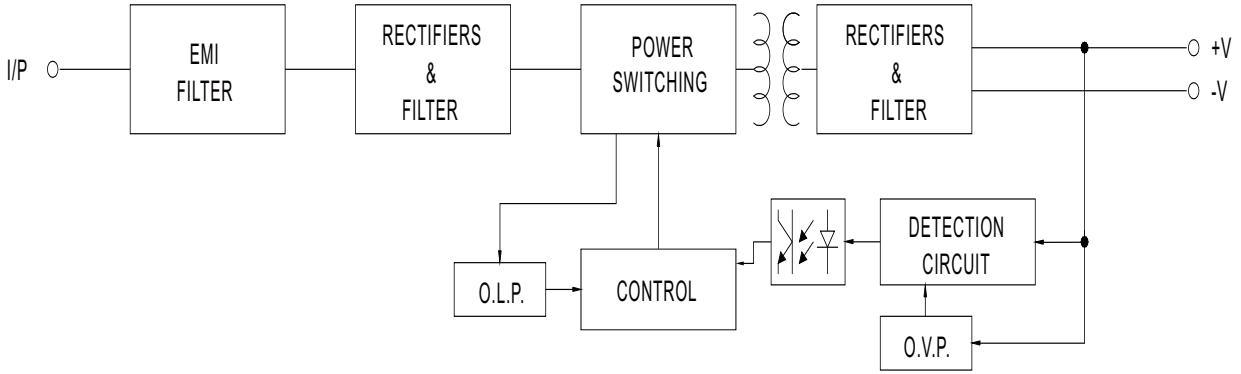 I/P
EMI
FILTER
RECTIFIERS
&
FILTER
POWER
SWITCHING
RECTIFIERS
&
FILTER
+V
-V
O.L.P.
CONTROL
DETECTION
CIRCUIT
O.V.P.